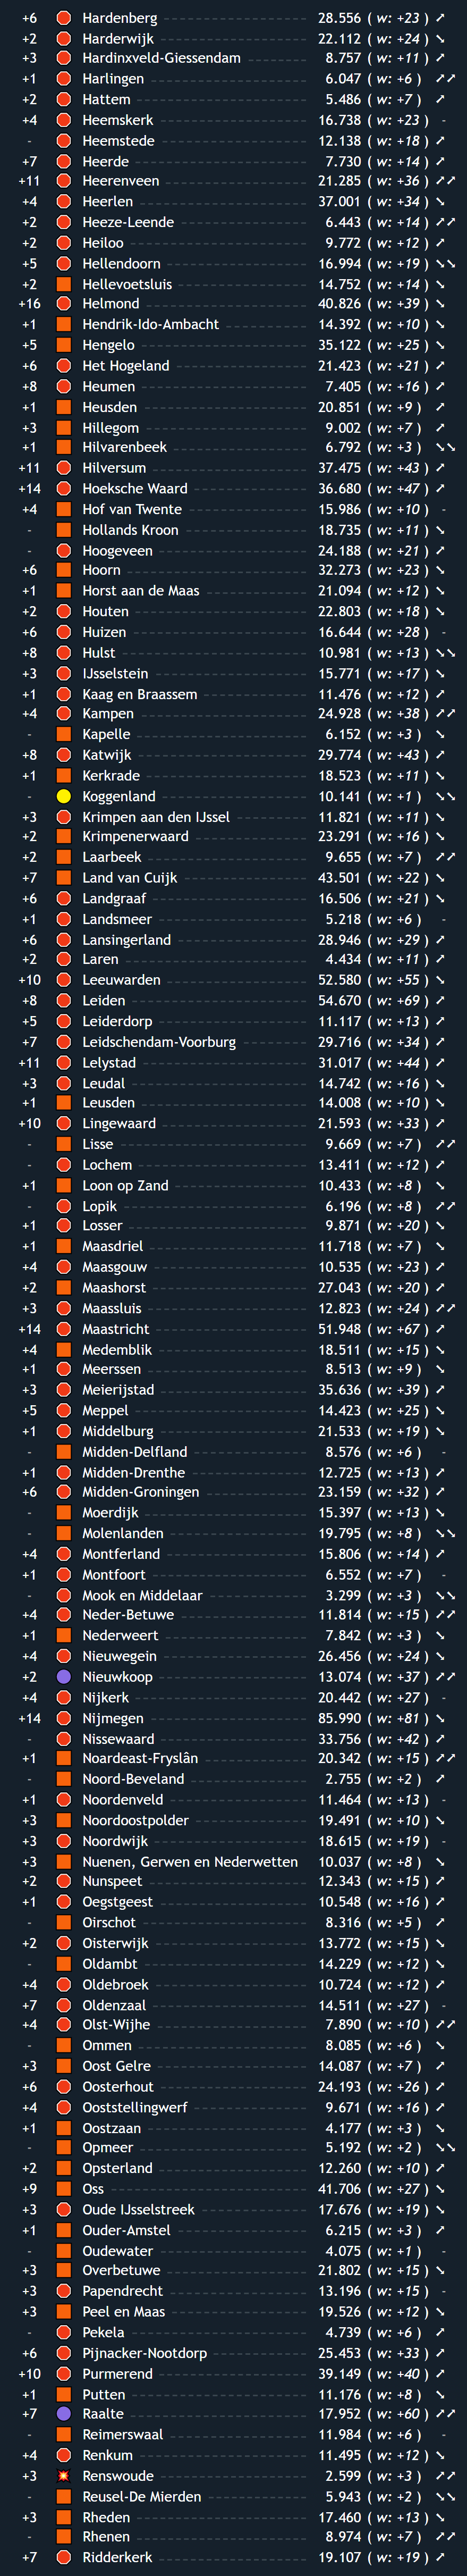 +6 Hardenberg 28.556 ( w: +23 ) ↗
+2 Harderwijk 22.112 ( w: +24 ) ↘
+3 Hardinxveld-Giessendam 8.757 ( w: +11 ) ↗
+1 Harlingen 6.047 ( w: +6 ) ↗↗
+2 Hattem 5.486 ( w: +7 ) ↗
+4 Heemskerk 16.738 ( w: +23 ) -
- Heemstede 12.138 ( w: +18 ) ↗
+7 Heerde 7.730 ( w: +14 ) ↗
+11 Heerenveen 21.285 ( w: +36 ) ↗↗
+4 Heerlen 37.001 ( w: +34 ) ↘
+2 Heeze-Leende 6.443 ( w: +14 ) ↗↗
+2 Heiloo 9.772 ( w: +12 ) ↗
+5 Hellendoorn 16.994 ( w: +19 ) ↘↘
+2 Hellevoetsluis 14.752 ( w: +14 ) ↘
+16 Helmond 40.826 ( w: +39 ) ↘
+1 Hendrik-Ido-Ambacht 14.392 ( w: +10 ) ↘
+5 Hengelo 35.122 ( w: +25 ) ↘
+6 Het Hogeland 21.423 ( w: +21 ) ↗
+8 Heumen 7.405 ( w: +16 ) ↗
+1 Heusden 20.851 ( w: +9 ) ↗
+3 Hillegom 9.002 ( w: +7 ) ↗
+1 Hilvarenbeek 6.792 ( w: +3 ) ↘↘
+11 Hilversum 37.475 ( w: +43 ) ↗
+14 Hoeksche Waard 36.680 ( w: +47 ) ↗
+4 Hof van Twente 15.986 ( w: +10 ) -
- Hollands Kroon 18.735 ( w: +11 ) ↘
- Hoogeveen 24.188 ( w: +21 ) ↗
+6 Hoorn 32.273 ( w: +23 ) ↘
+1 Horst aan de Maas 21.094 ( w: +12 ) ↘
+2 Houten 22.803 ( w: +18 ) ↘
+6 Huizen 16.644 ( w: +28 ) -
+8 Hulst 10.981 ( w: +13 ) ↘↘
+3 IJsselstein 15.771 ( w: +17 ) ↘
+1 Kaag en Braassem 11.476 ( w: +12 ) ↗
+4 Kampen 24.928 ( w: +38 ) ↗↗
- Kapelle 6.152 ( w: +3 ) ↘
+8 Katwijk 29.774 ( w: +43 ) ↗
+1 Kerkrade 18.523 ( w: +11 ) ↘
- Koggenland 10.141 ( w: +1 ) ↘↘
+3 Krimpen aan den IJssel 11.821 ( w: +11 ) ↘
+2 Krimpenerwaard 23.291 ( w: +16 ) ↘
+2 Laarbeek 9.655 ( w: +7 ) ↗↗
+7 Land van Cuijk 43.501 ( w: +22 ) ↘
+6 Landgraaf 16.506 ( w: +21 ) ↘
+1 Landsmeer 5.218 ( w: +6 ) -
+6 Lansingerland 28.946 ( w: +29 ) ↗
+2 Laren 4.434 ( w: +11 ) ↗
+10 Leeuwarden 52.580 ( w: +55 ) ↘
+8 Leiden 54.670 ( w: +69 ) ↗
+5 Leiderdorp 11.117 ( w: +13 ) ↗
+7 Leidschendam-Voorburg 29.716 ( w: +34 ) ↗
+11 Lelystad 31.017 ( w: +44 ) ↗
+3 Leudal 14.742 ( w: +16 ) ↘
+1 Leusden 14.008 ( w: +10 ) ↘
+10 Lingewaard 21.593 ( w: +33 ) ↗
- Lisse 9.669 ( w: +7 ) ↗↗
- Lochem 13.411 ( w: +12 ) ↗
+1 Loon op Zand 10.433 ( w: +8 ) ↘
- Lopik 6.196 ( w: +8 ) ↗↗
+1 Losser 9.871 ( w: +20 ) ↘
+1 Maasdriel 11.718 ( w: +7 ) ↘
+4 Maasgouw 10.535 ( w: +23 ) ↗
+2 Maashorst 27.043 ( w: +20 ) ↗
+3 Maassluis 12.823 ( w: +24 ) ↗↗
+14 Maastricht 51.948 ( w: +67 ) ↗
+4 Medemblik 18.511 ( w: +15 ) ↘
+1 Meerssen 8.513 ( w: +9 ) ↘
+3 Meierijstad 35.636 ( w: +39 ) ↗
+5 Meppel 14.423 ( w: +25 ) ↘
+1 Middelburg 21.533 ( w: +19 ) ↘
- Midden-Delfland 8.576 ( w: +6 ) -
+1 Midden-Drenthe 12.725 ( w: +13 ) ↗
+6 Midden-Groningen 23.159 ( w: +32 ) ↗
- Moerdijk 15.397 ( w: +13 ) ↘
- Molenlanden 19.795 ( w: +8 ) ↘↘
+4 Montferland 15.806 ( w: +14 ) ↗
+1 Montfoort 6.552 ( w: +7 ) -
- Mook en Middelaar 3.299 ( w: +3 ) ↘↘
+4 Neder-Betuwe 11.814 ( w: +15 ) ↗↗
+1 Nederweert 7.842 ( w: +3 ) ↘
+4 Nieuwegein 26.456 ( w: +24 ) ↘
+2 Nieuwkoop 13.074 ( w: +37 ) ↗↗
+4 Nijkerk 20.442 ( w: +27 ) -
+14 Nijmegen 85.990 ( w: +81 ) ↘
- Nissewaard 33.756 ( w: +42 ) ↗
+1 Noardeast-Fryslân 20.342 ( w: +15 ) ↗↗
- Noord-Beveland 2.755 ( w: +2 ) ↗
+1 Noordenveld 11.464 ( w: +13 ) -
+3 Noordoostpolder 19.491 ( w: +10 ) ↘
+3 Noordwijk 18.615 ( w: +19 ) -
+3 Nuenen, Gerwen en Nederwetten 10.037 ( w: +8 ) ↘
+2 Nunspeet 12.343 ( w: +15 ) ↗
+1 Oegstgeest 10.548 ( w: +16 ) ↗
- Oirschot 8.316 ( w: +5 ) ↗
+2 Oisterwijk 13.772 ( w: +15 ) ↘
- Oldambt 14.229 ( w: +12 ) ↘
+4 Oldebroek 10.724 ( w: +12 ) ↗
+7 Oldenzaal 14.511 ( w: +27 ) -
+4 Olst-Wijhe 7.890 ( w: +10 ) ↗↗
- Ommen 8.085 ( w: +6 ) ↘
+3 Oost Gelre 14.087 ( w: +7 ) ↗
+6 Oosterhout 24.193 ( w: +26 ) ↗
+4 Ooststellingwerf 9.671 ( w: +16 ) ↗
+1 Oostzaan 4.177 ( w: +3 ) ↘
- Opmeer 5.192 ( w: +2 ) ↘↘
+2 Opsterland 12.260 ( w: +10 ) ↗
+9 Oss 41.706 ( w: +27 ) ↘
+3 Oude IJsselstreek 17.676 ( w: +19 ) ↘
+1 Ouder-Amstel 6.215 ( w: +3 ) ↗
- Oudewater 4.075 ( w: +1 ) -
+3 Overbetuwe 21.802 ( w: +15 ) ↘
+3 Papendrecht 13.196 ( w: +15 ) -
+3 Peel en Maas 19.526 ( w: +12 ) ↘
- Pekela 4.739 ( w: +6 ) ↗
+6 Pijnacker-Nootdorp 25.453 ( w: +33 ) ↗
+10 Purmerend 39.149 ( w: +40 ) ↗
+1 Putten 11.176 ( w: +8 ) ↘
+7 Raalte 17.952 ( w: +60 ) ↗↗
- Reimerswaal 11.984 ( w: +6 ) -
+4 Renkum 11.495 ( w: +12 ) ↘
+3 Renswoude 2.599 ( w: +3 ) ↗↗
- Reusel-De Mierden 5.943 ( w: +2 ) ↘↘
+3 Rheden 17.460 ( w: +13 ) ↘
- Rhenen 8.974 ( w: +7 ) ↗↗
+7 Ridderkerk 19.107 ( w: +19 ) ↗